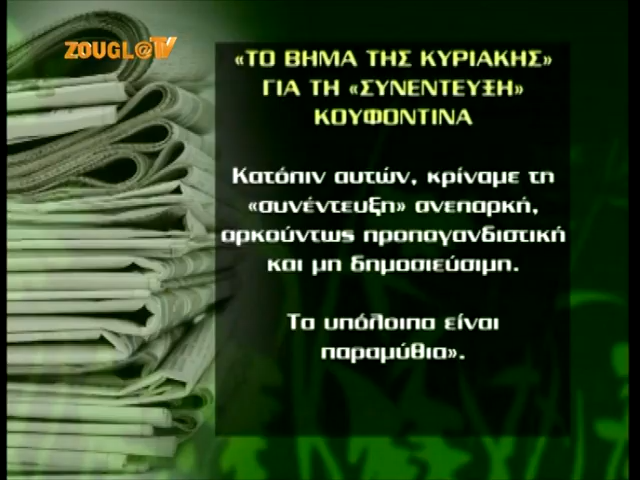 ZOUGL@TV
«ΤΟ ΒΗΜΑ ΤΗΣ ΚΥΡΙΑΚΗΣ»
ΓΙΑ ΤΗ «ΣΥΝΕΝΤΕΥΞΗ»
ΚΟΥΦΟΝΤΙΝΑ
Κατόπιν αυτών, κρίναμε τη
«συνέντευξη» ανεπαρκή,
αρκούντως προπαγανδιστική
και μη δημοσιεύσιμη.
Τα υπόλοιπα είναι
παραμύθια».